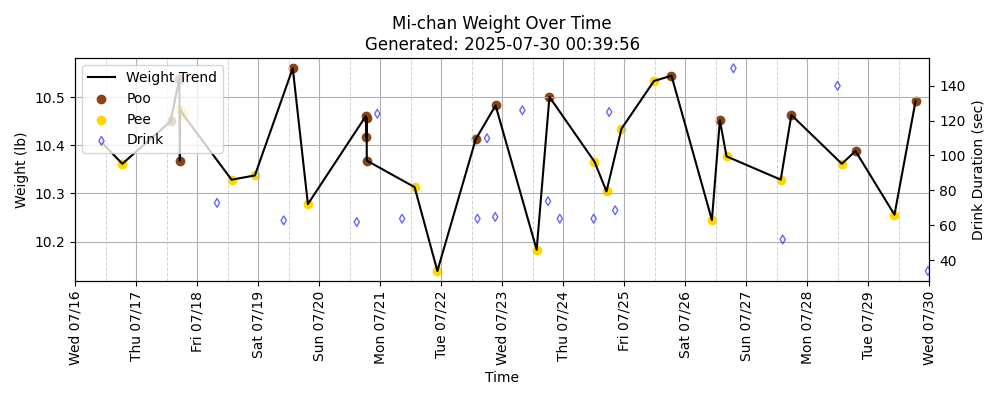 Mi-chan Weight Over Time
Generated: 2025-07-30 00:39:56
Weight Trend
Poo
Pee
Drink
Weight (lb)
10.5
10.4
10.3
10.2
Drink Duration (sec)
140
120
100
80
60
40
Wed 07/16
Thu 07/17
Fri 07/18
Sat 07/19
Sun 07/20
Mon 07/21
Tue 07/22
Wed 07/23
Thu 07/24
Fri 07/25
Sat 07/26
Sun 07/27
Mon 07/28
Tue 07/29
Wed 07/30
Time